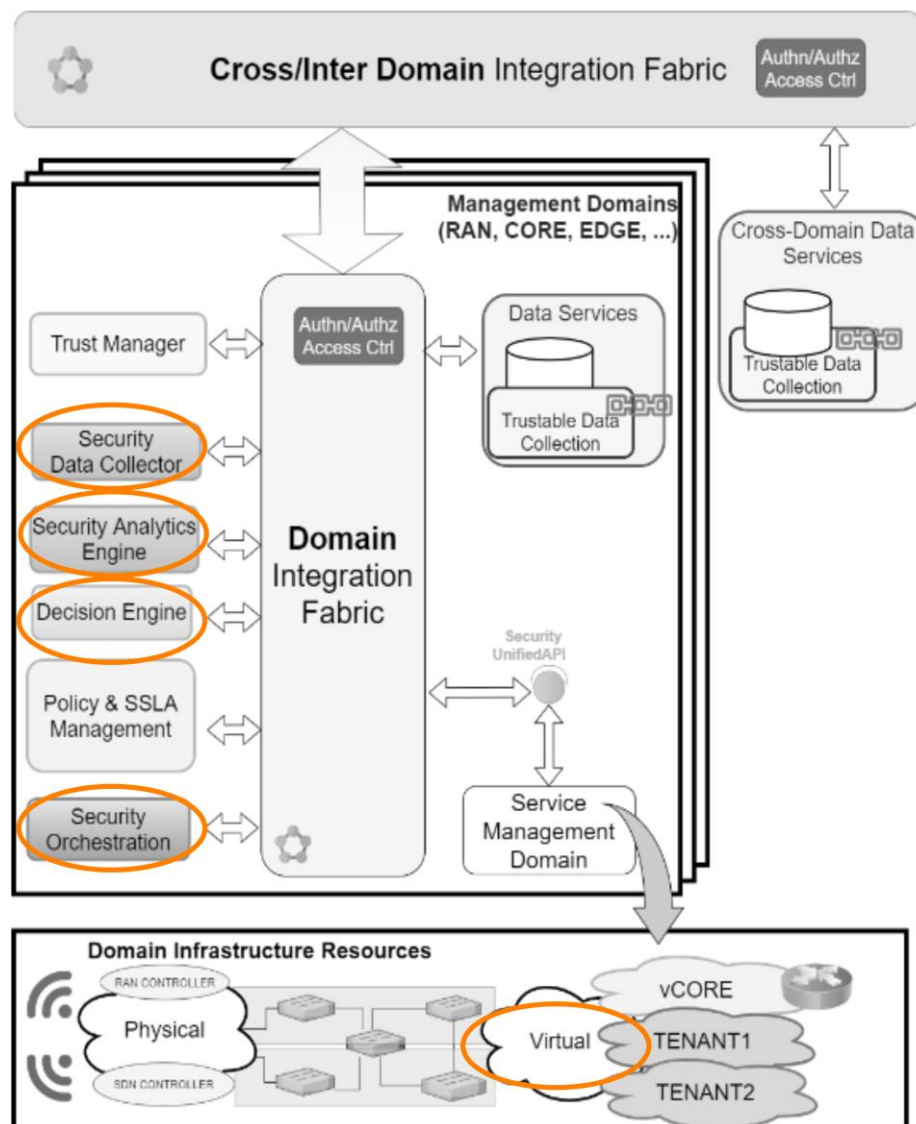 Cross/Inter Domain Integration Fabric
Authn/Authz
Access Ctrl
Management Domains
(RAN, CORE, EDGE, ...)
Cross-Domain Data
Services
Trustable Data
Collection
Trust Manager
Security
Data Collector
Security Analytics
Engine
Decision Engine
Policy & SSLA
Management
Security
Orchestration
Authn/Authz
Access Ctrl
Domain
Integration
Fabric
Data Services
Trustable Data
Collection
Security
UnifiedAPI
Service
Management
Domain
Domain Infrastructure Resources
RAN CONTROLLER
Physical
SDN CONTROLLER
Virtual
vCORE
TENANT1
TENANT2